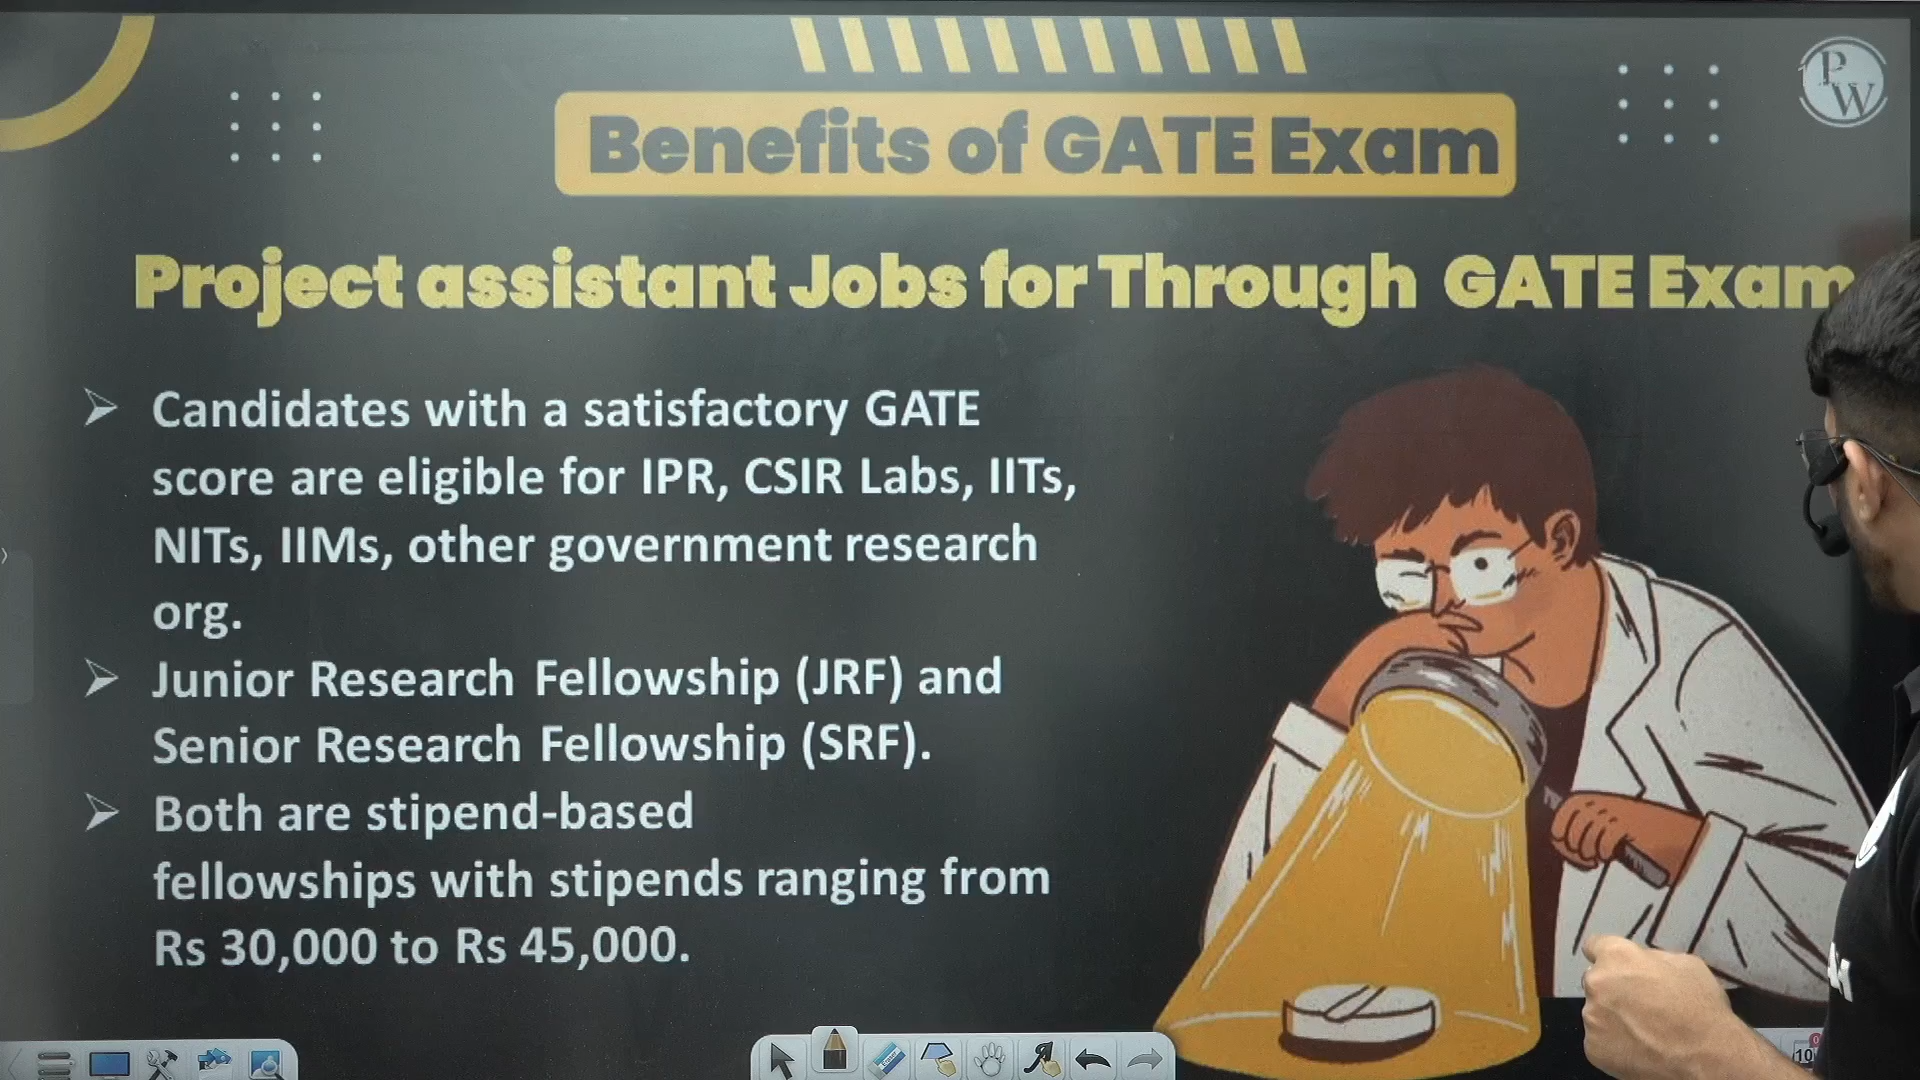 PW
Benefits of GATE Exam
Project assistant Jobs for Through GATE Exam
➢ Candidates with a satisfactory GATE
score are eligible for IPR, CSIR Labs, IITs,
NITs, IIMs, other government research
org.
➢ Junior Research Fellowship (JRF) and
Senior Research Fellowship (SRF).
➢ Both are stipend-based
fellowships with stipends ranging from
Rs 30,000 to Rs 45,000.